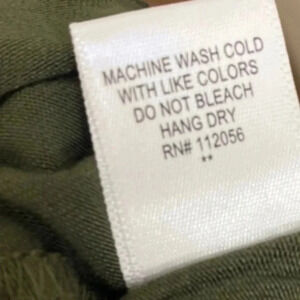 MACHINE WASH COLD
WITH LIKE COLORS
DO NOT BLEACH
HANG DRY
RN# 112056
**